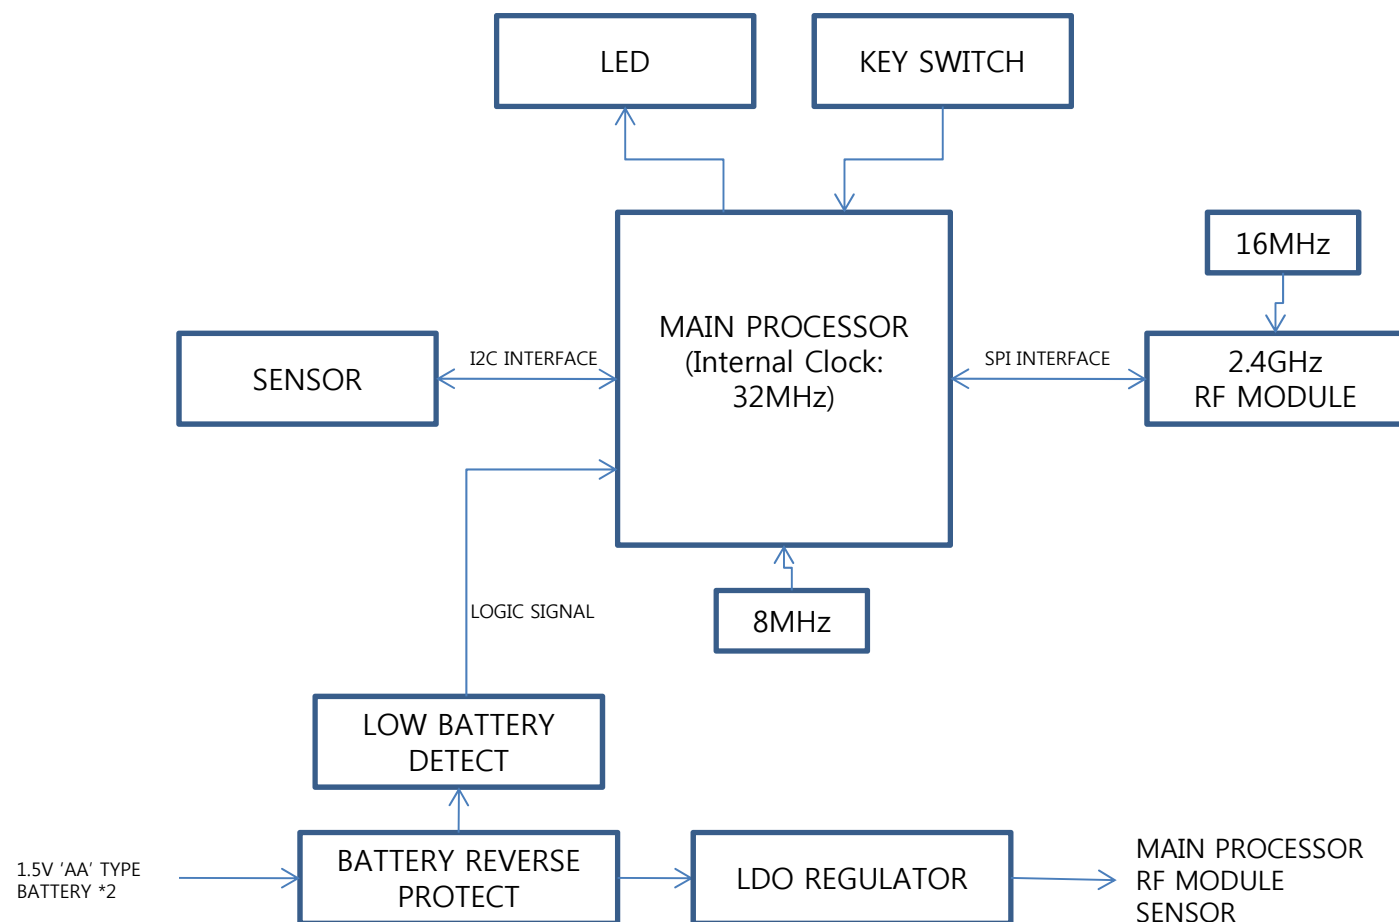 LED
KEY SWITCH
16MHz
MAIN PROCESSOR
(Internal Clock:
32MHz)
SENSOR
I2C INTERFACE
SPI INTERFACE
2.4GHz
RF MODULE
8MHz
LOGIC SIGNAL
LOW BATTERY
DETECT
1.5V 'AA' TYPE
BATTERY *2
BATTERY REVERSE
PROTECT
LDO REGULATOR
MAIN PROCESSOR
RF MODULE
SENSOR